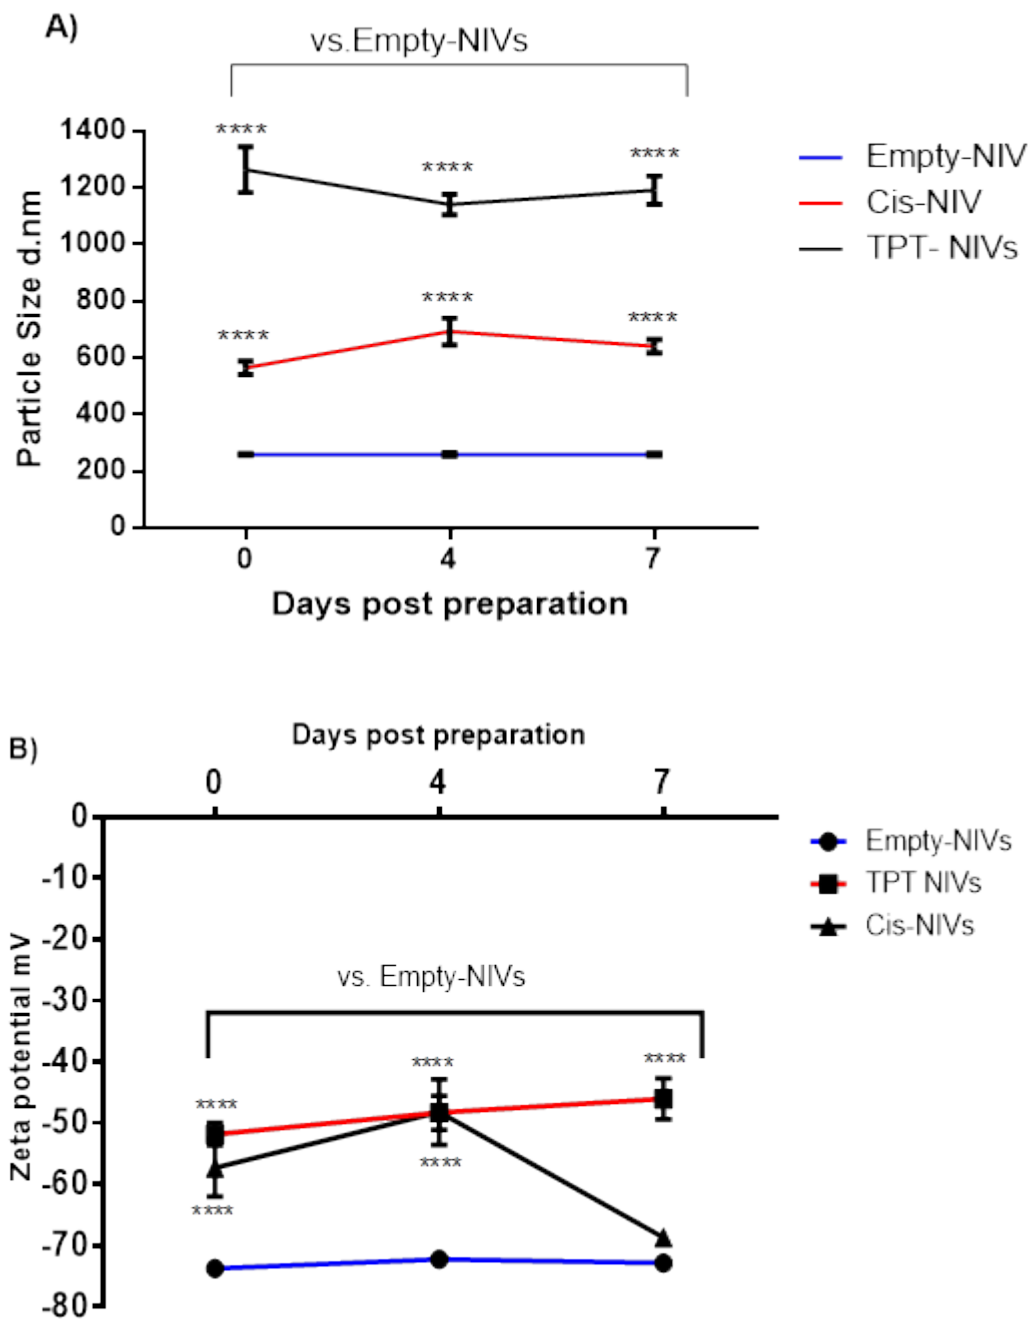 A)
vs.Empty-NIVs
1400
1200
1000
800
600
400
200
0
Particle Size d.nm
****
****
****
****
****
****
0 4 7
Days post preparation
Empty-NIV
Cis-NIV
TPT- NIVs
B)
Days post preparation
0 4 7
0
-10
-20
-30
-40
-50
-60
-70
-80
Zeta potential mV
vs. Empty-NIVs
****
****
****
****
****
Empty-NIVs
TPT NIVs
Cis-NIVs